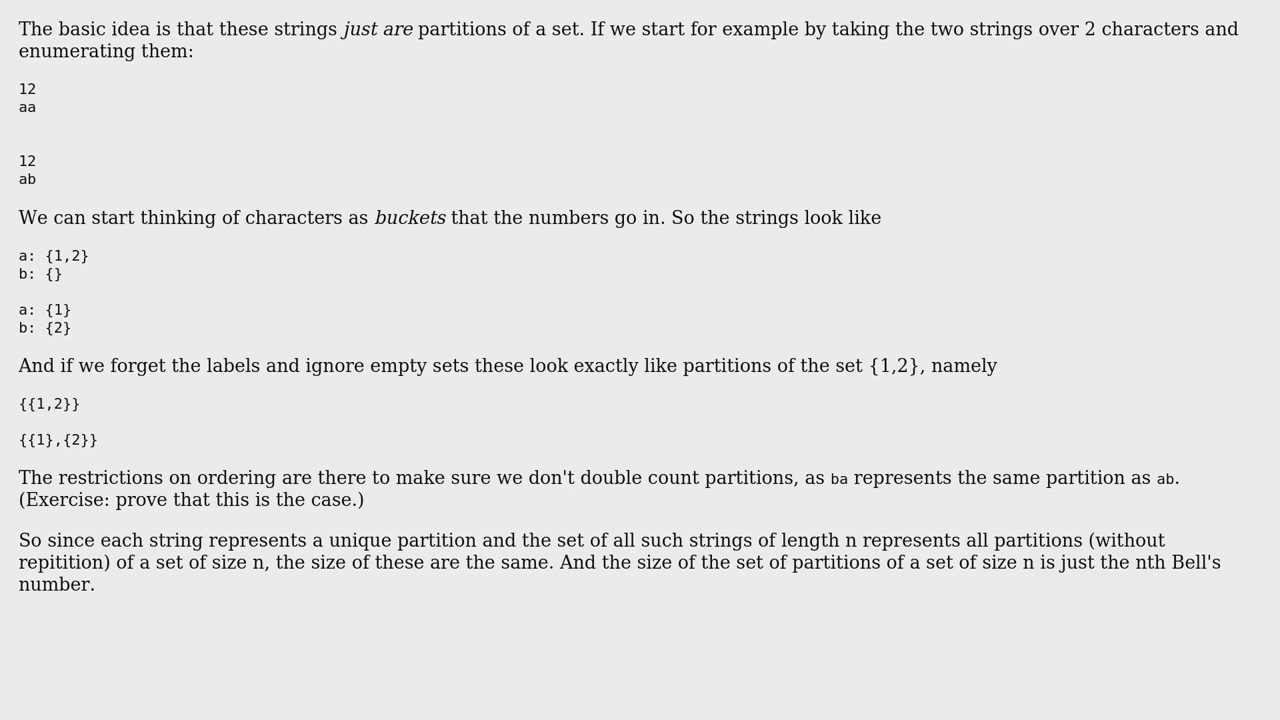 The basic idea is that these strings just are partitions of a set. If we start for example by taking the two strings over 2 characters and
enumerating them:
12
aa
12
ab
We can start thinking of characters as buckets that the numbers go in. So the strings look like
a: {1,2}
b: {}
a: {1}
b: {2}
And if we forget the labels and ignore empty sets these look exactly like partitions of the set {1,2}, namely
{{1,2}}
{{1},{2}}
The restrictions on ordering are there to make sure we don't double count partitions, as ba represents the same partition as ab.
(Exercise: prove that this is the case.)
So since each string represents a unique partition and the set of all such strings of length n represents all partitions (without
repitition) of a set of size n, the size of these are the same. And the size of the set of partitions of a set of size n is just the nth Bell's
number.